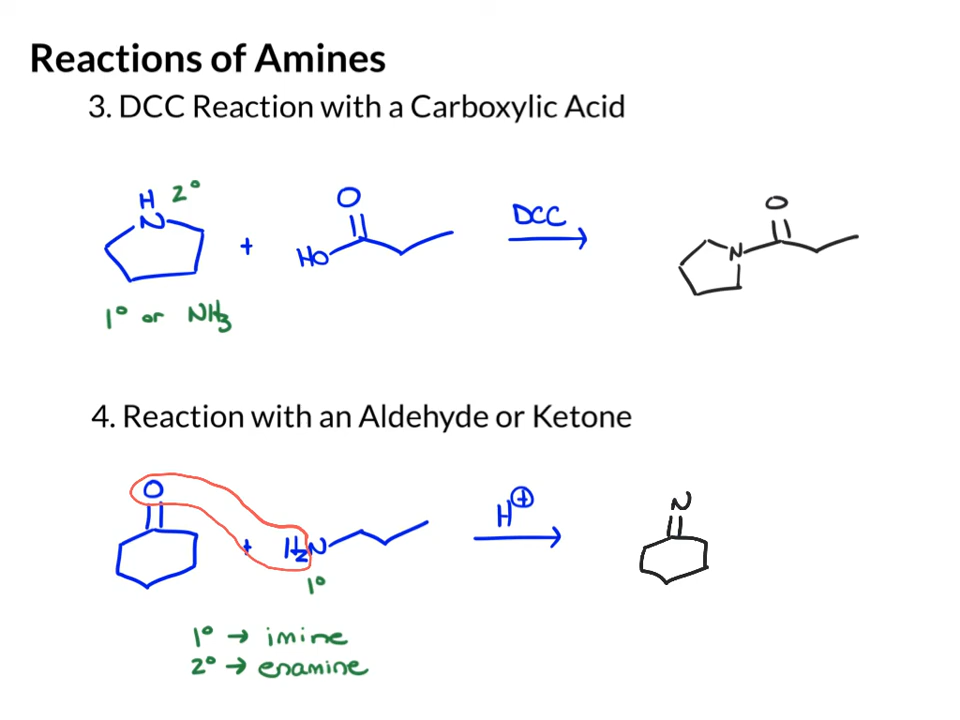 Reactions of Amines
3. DCC Reaction with a Carboxylic Acid
H 2°
N
+
O
HO
DCC
O
N
1° or NH3
4. Reaction with an Aldehyde or Ketone
O
+
H2N
1°
H⊕
N
1° → imine
2° → enamine